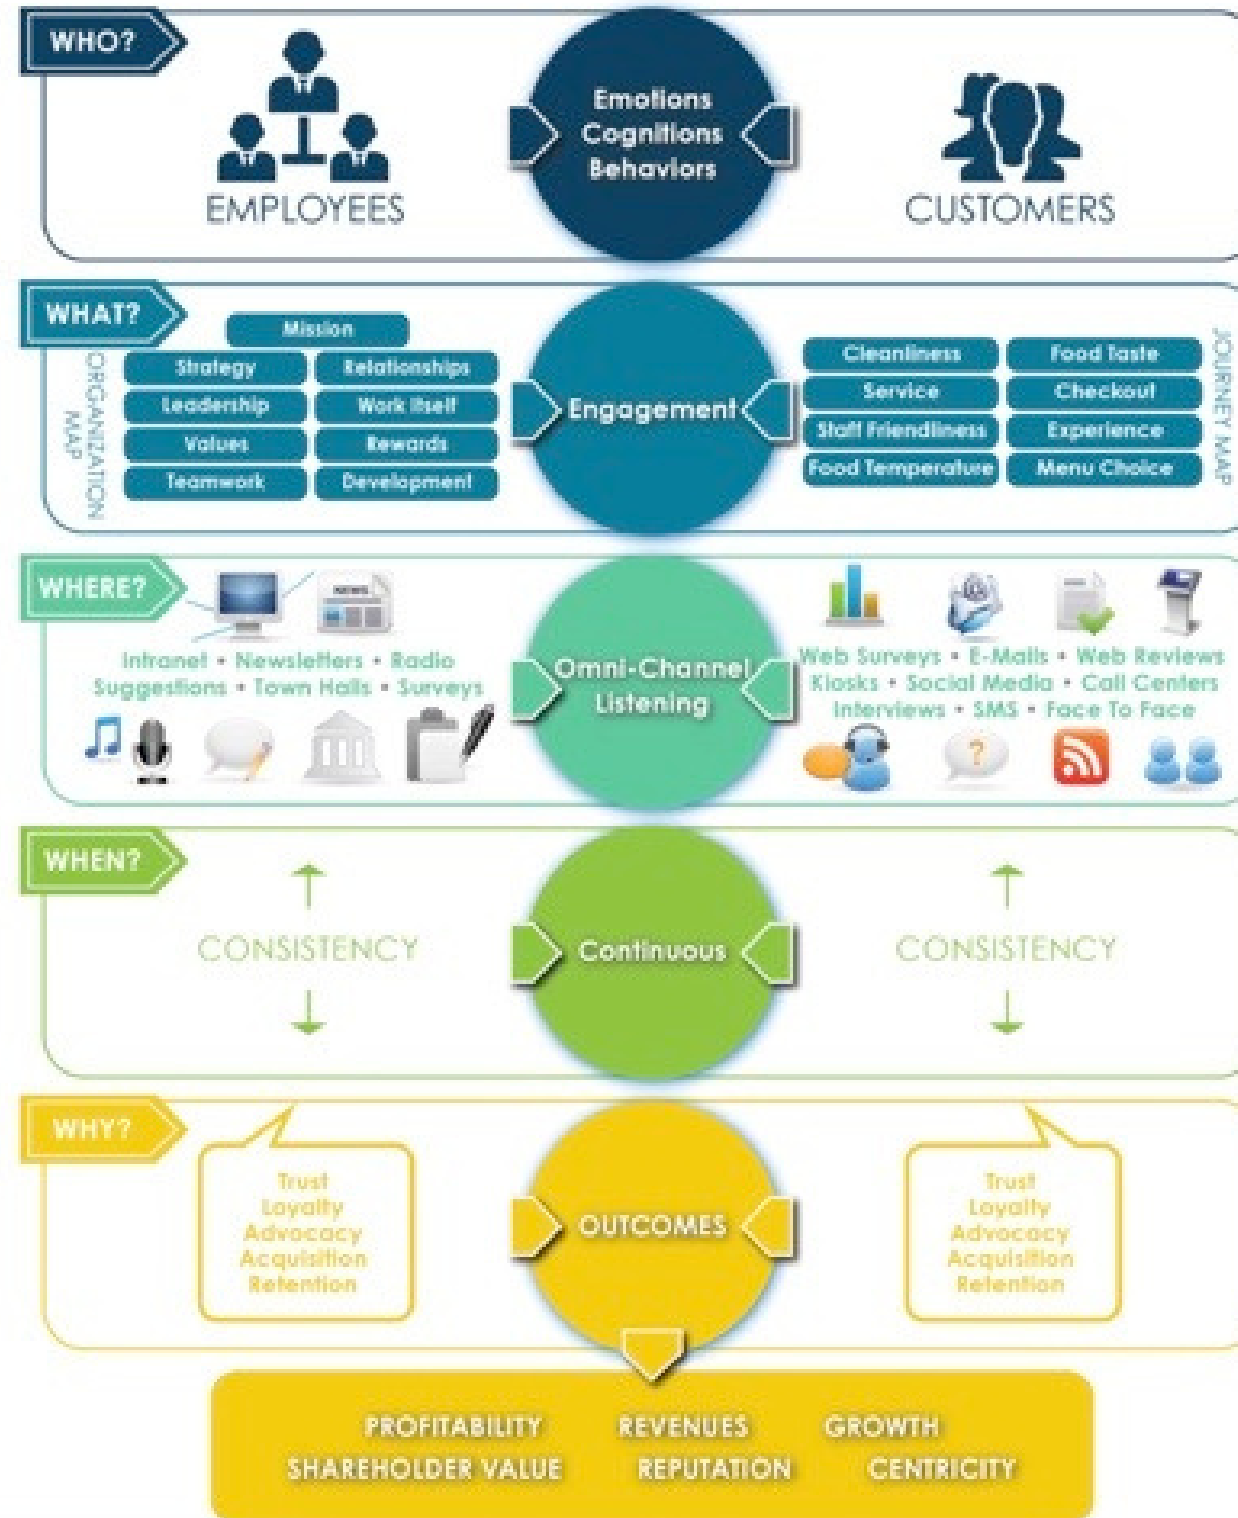 WHO?
EMPLOYEES
Emotions
Cognitions
Behaviors
CUSTOMERS
WHAT?
ORGANIZATION
MAP
Mission
Strategy
Relationships
Leadership
Work Itself
Values
Rewards
Teamwork
Development
Engagement
Cleanliness
Food Taste
Service
Checkout
Staff Friendliness
Experience
Food Temperature
Menu Choice
JOURNEY MAP
WHERE?
NEWS
Intranet • Newsletters • Radio
Suggestions • Town Halls • Surveys
Omni-Channel
Listening
Web Surveys • E-Mails • Web Reviews
Kiosks • Social Media • Call Centers
Interviews • SMS • Face To Face
WHEN?
CONSISTENCY
Continuous
CONSISTENCY
WHY?
Trust
Loyalty
Advocacy
Acquisition
Retention
OUTCOMES
Trust
Loyalty
Advocacy
Acquisition
Retention
PROFITABILITY REVENUES GROWTH
SHAREHOLDER VALUE REPUTATION CENTRICITY